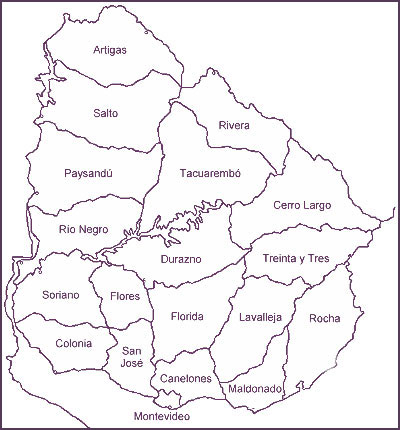 Artigas
Salto
Rivera
Paysandú
Tacuarembó
Cerro Largo
Río Negro
Durazno
Treinta y Tres
Soriano
Flores
Florida
Lavalleja
Rocha
Colonia
San
José
Canelones
Maldonado
Montevideo